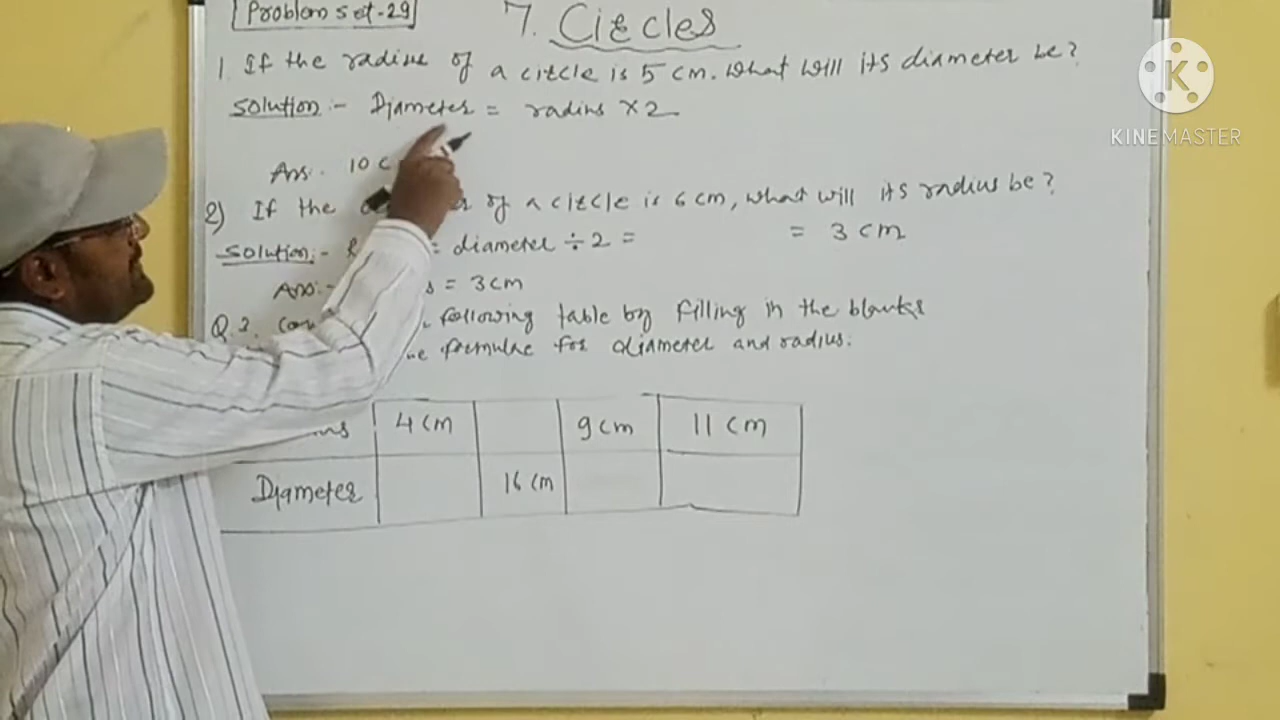 Problem set-29
7. Circles
1. If the radius of a circle is 5 cm. what will its diameter be?
Solution :- Diameter = radius × 2
Ans. 10 c
2) If the of a circle is 6 cm, what will its radius be?
Solution :- = diameter ÷ 2 = = 3 cm
Ans :- = 3 cm
Q.3. following table by filling in the blanks
formulae for diameter and radius.
4 cm 9 cm 11 cm
Diameter 16 cm
K
KINEMASTER